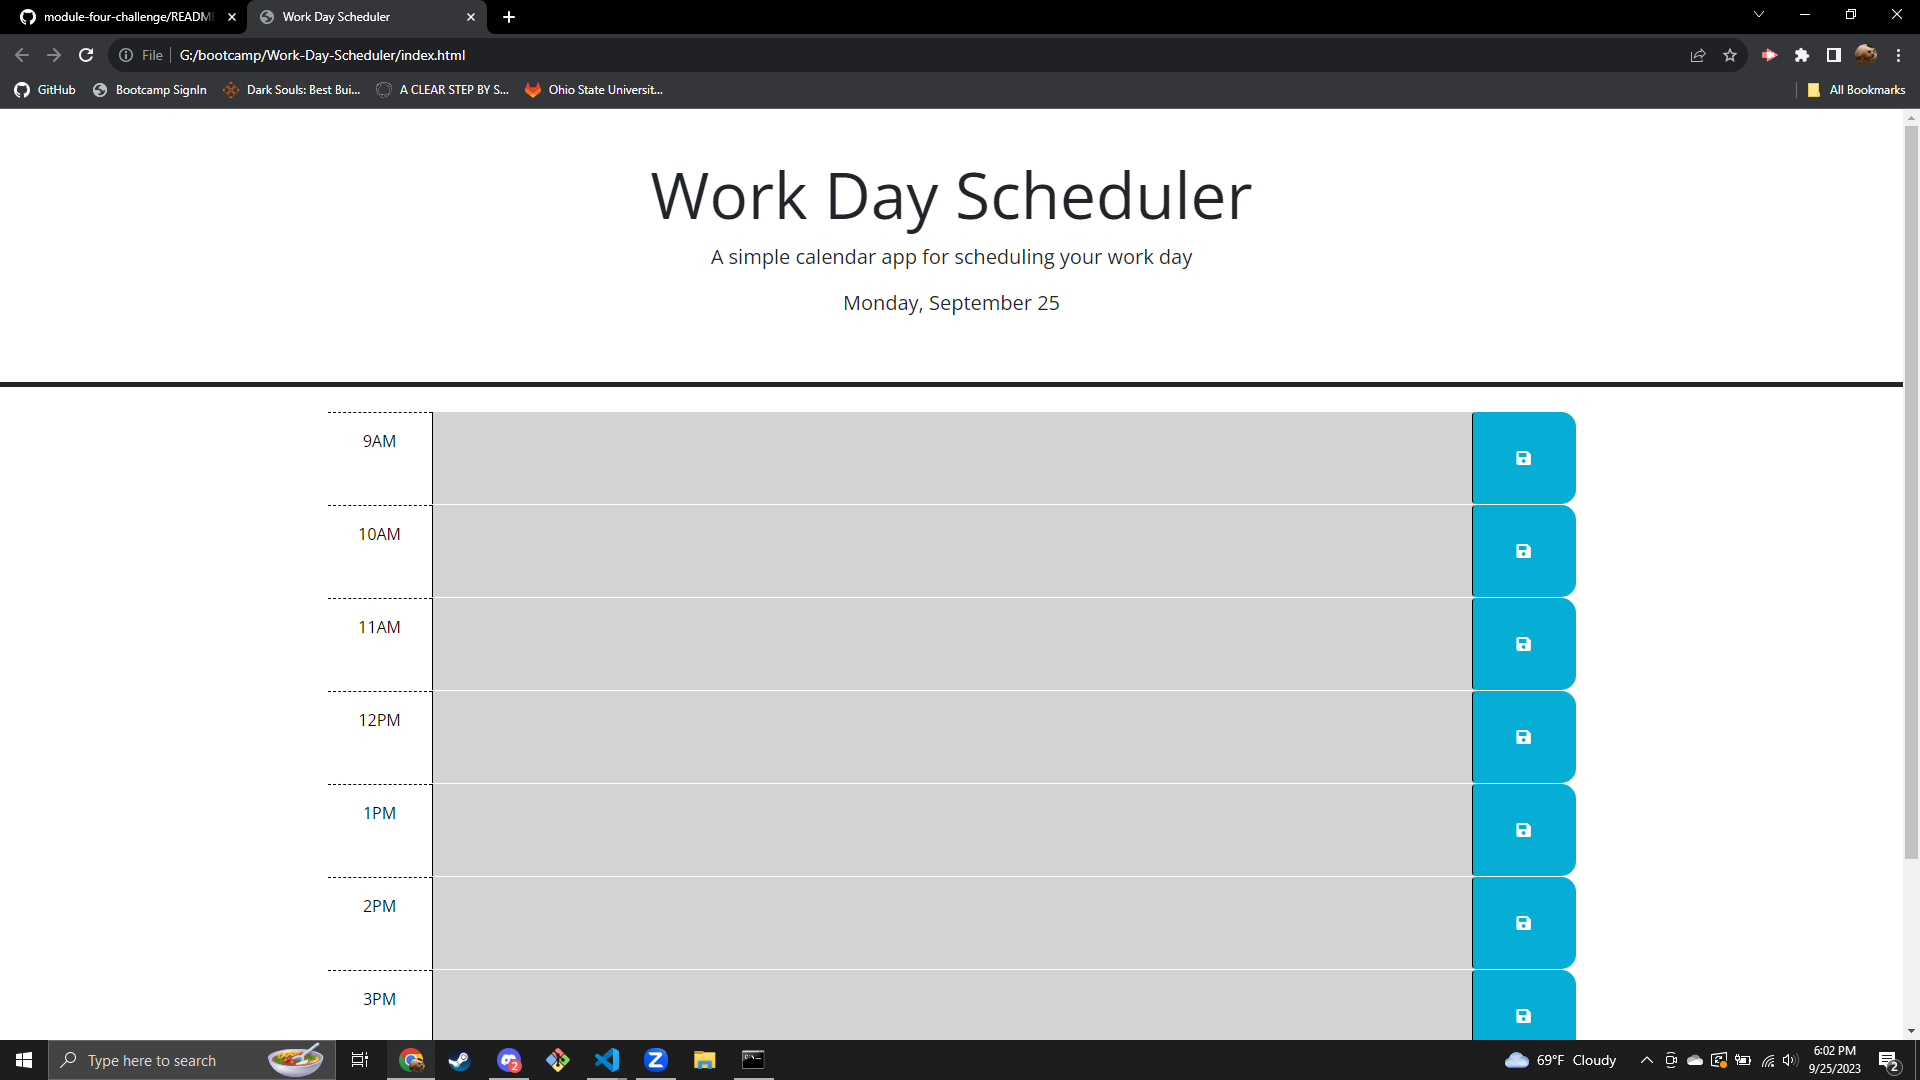 module-four-challenge/README
Work Day Scheduler
File
G:/bootcamp/Work-Day-Scheduler/index.html
GitHub
Bootcamp SignIn
Dark Souls: Best Bui...
A CLEAR STEP BY S...
Ohio State Universit...
All Bookmarks
Work Day Scheduler
A simple calendar app for scheduling your work day
Monday, September 25
9AM
10AM
11AM
12PM
1PM
2PM
3PM
Type here to search
2
69°F Cloudy
6:02 PM
9/25/2023
2